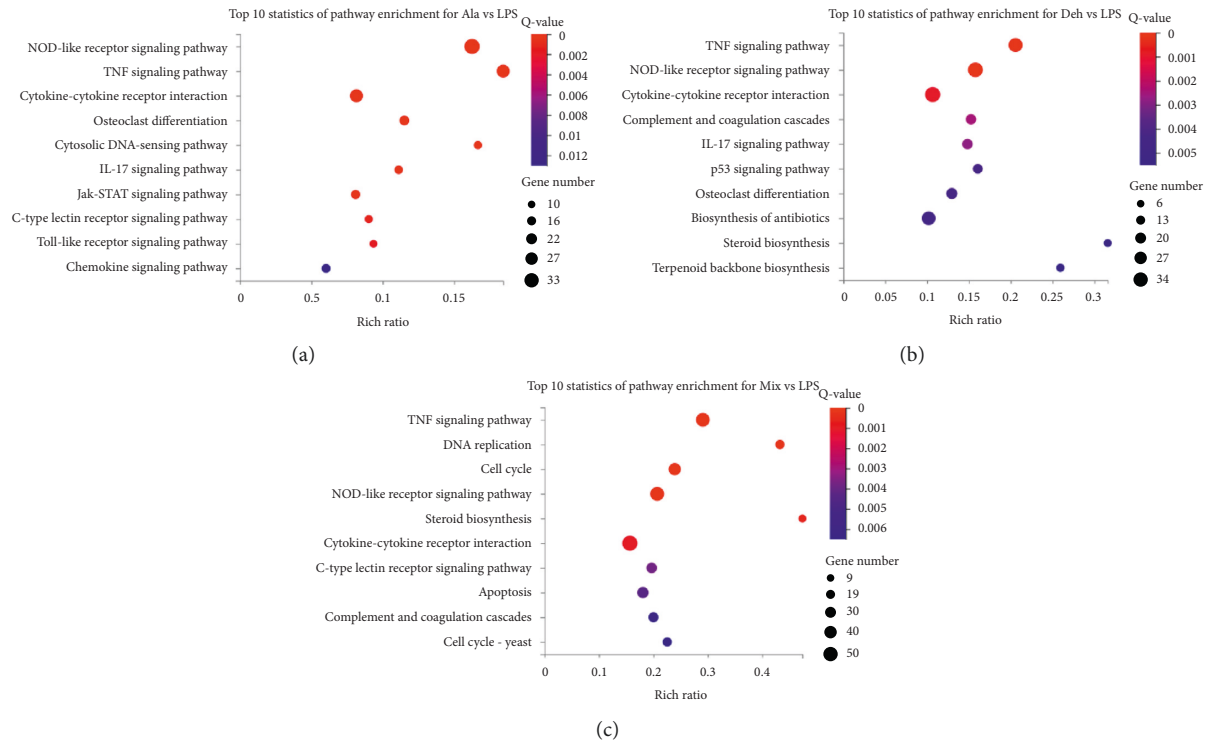 Top 10 statistics of pathway enrichment for Ala vs LPS
NOD-like receptor signaling pathway
TNF signaling pathway
Cytokine-cytokine receptor interaction
Osteoclast differentiation
Cytosolic DNA-sensing pathway
IL-17 signaling pathway
Jak-STAT signaling pathway
C-type lectin receptor signaling pathway
Toll-like receptor signaling pathway
Chemokine signaling pathway
0 0.5 0.1 0.15
Rich ratio
Q-value
0
0.002
0.004
0.006
0.008
0.01
0.012
Gene number
10
16
22
27
33
(a)
Top 10 statistics of pathway enrichment for Deh vs LPS
TNF signaling pathway
NOD-like receptor signaling pathway
Cytokine-cytokine receptor interaction
Complement and coagulation cascades
IL-17 signaling pathway
p53 signaling pathway
Osteoclast differentiation
Biosynthesis of antibiotics
Steroid biosynthesis
Terpenoid backbone biosynthesis
0 0.05 0.1 0.15 0.2 0.25 0.3
Rich ratio
Q-value
0
0.001
0.002
0.003
0.004
0.005
Gene number
6
13
20
27
34
(b)
Top 10 statistics of pathway enrichment for Mix vs LPS
TNF signaling pathway
DNA replication
Cell cycle
NOD-like receptor signaling pathway
Steroid biosynthesis
Cytokine-cytokine receptor interaction
C-type lectin receptor signaling pathway
Apoptosis
Complement and coagulation cascades
Cell cycle - yeast
0 0.1 0.2 0.3 0.4
Rich ratio
Q-value
0
0.001
0.002
0.003
0.004
0.005
0.006
Gene number
9
19
30
40
50
(c)